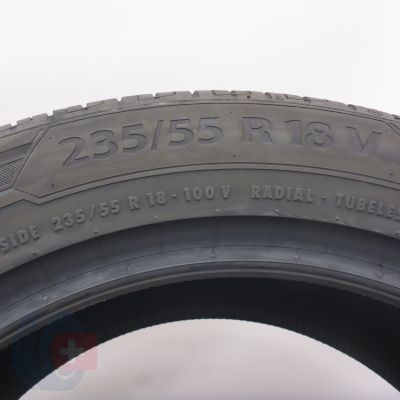 235/55 R 18 V
SIDE 235/55 R 18 · 100 V RADIAL · TUBELES